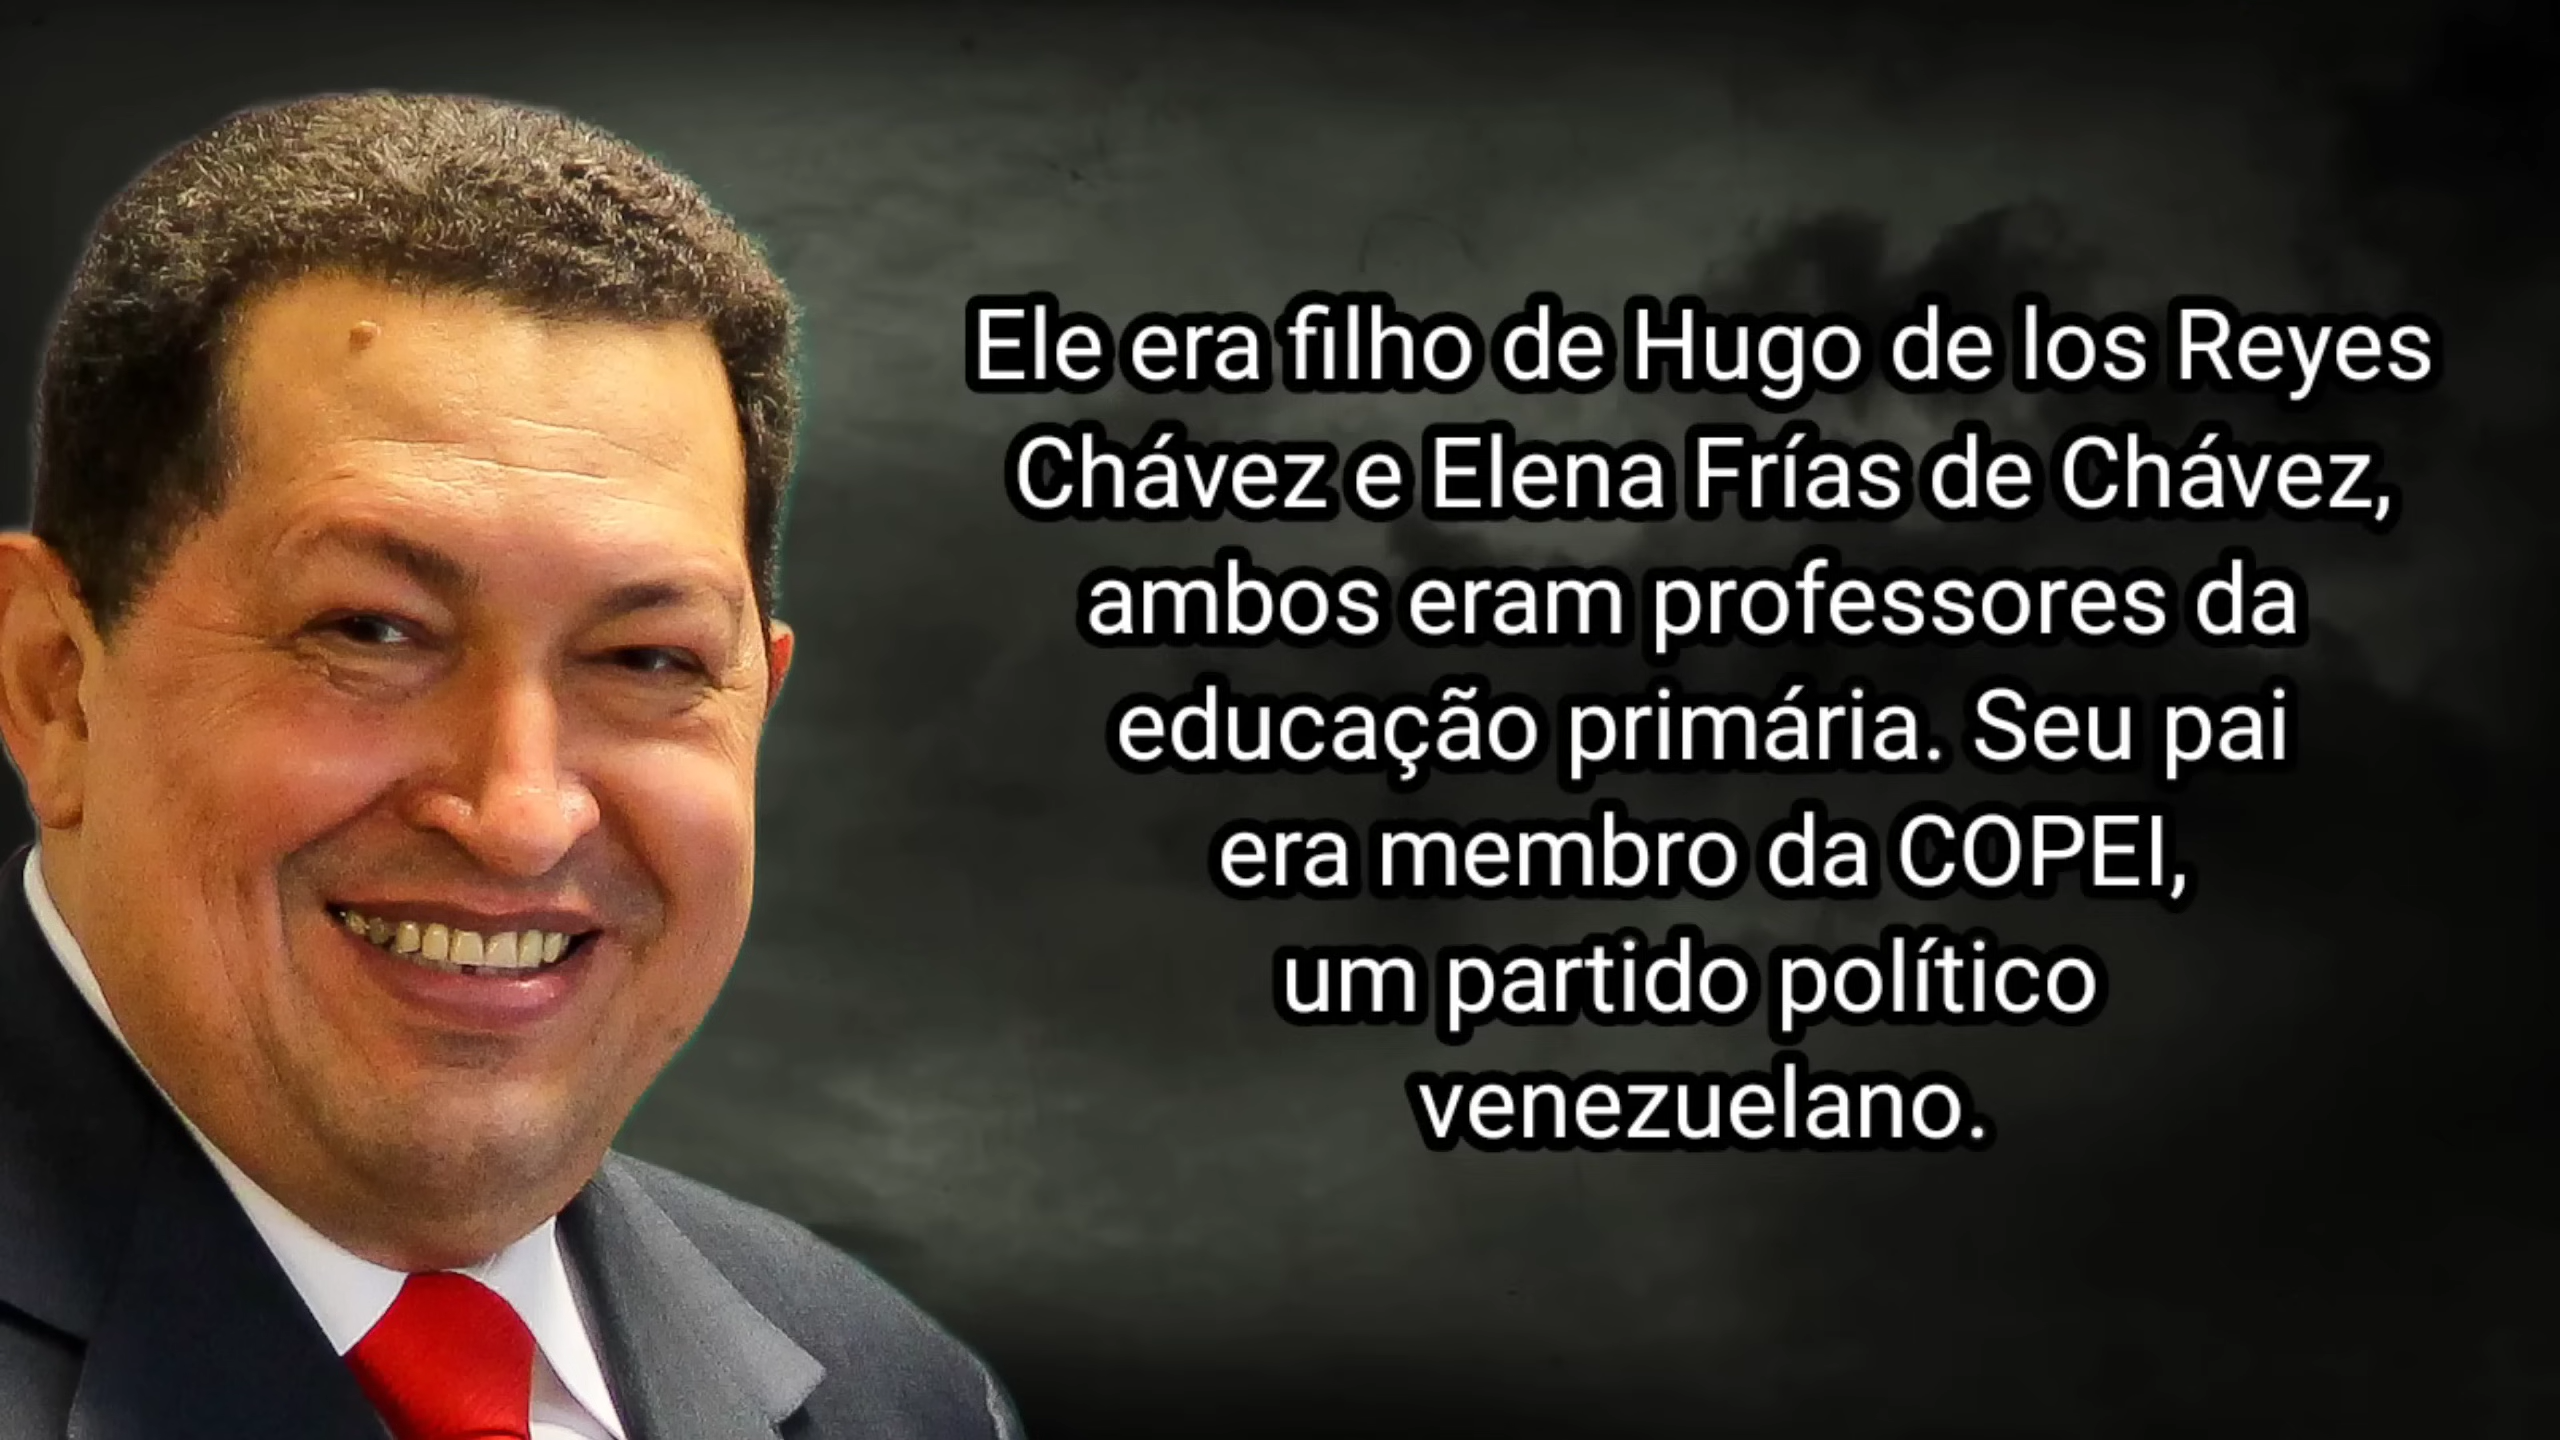 Ele era filho de Hugo de los Reyes
Chávez e Elena Frías de Chávez,
ambos eram professores da
educação primária. Seu pai
era membro da COPEI,
um partido político
venezuelano.